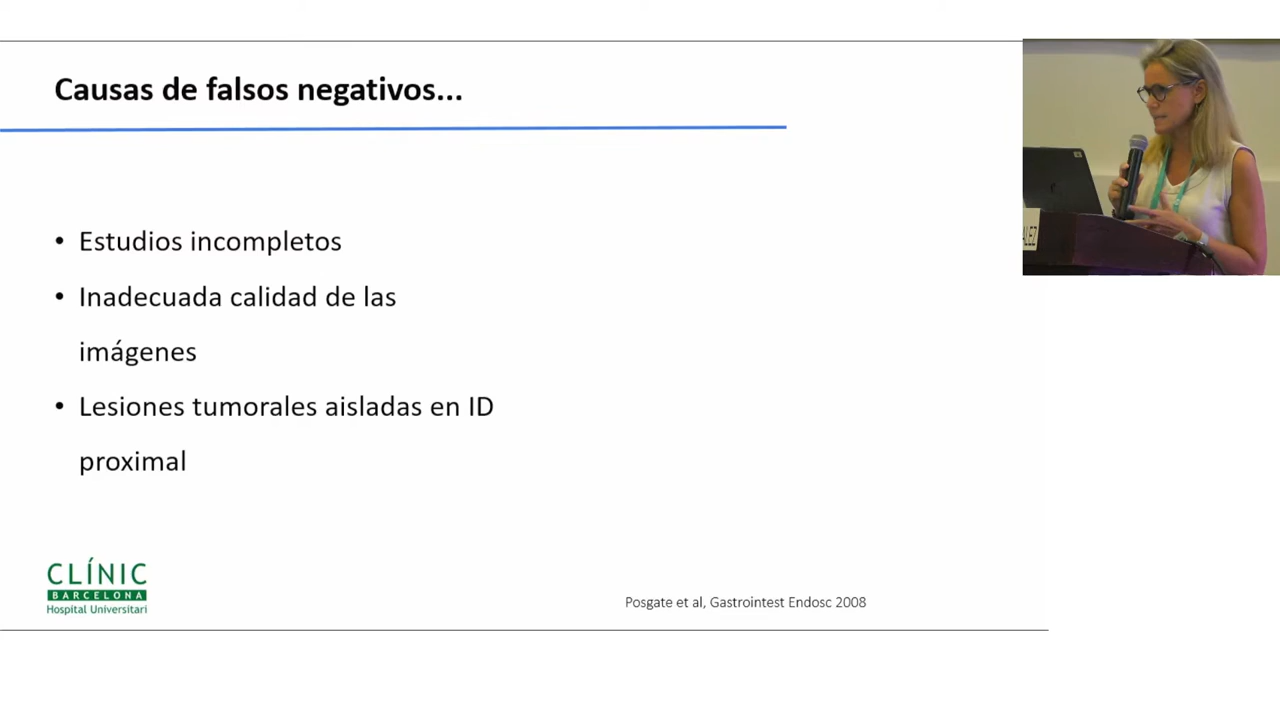 Causas de falsos negativos...
• Estudios incompletos
• Inadecuada calidad de las
imágenes
• Lesiones tumorales aisladas en ID
proximal
CLÍNIC
BARCELONA
Hospital Universitari
Posgate et al, Gastrointest Endosc 2008